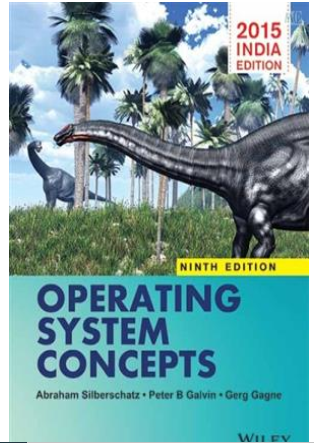 2015
INDIA
EDITION
NINTH EDITION
OPERATING
SYSTEM
CONCEPTS
Abraham Silberschatz • Peter B Galvin • Gerg Gagne
WILEY